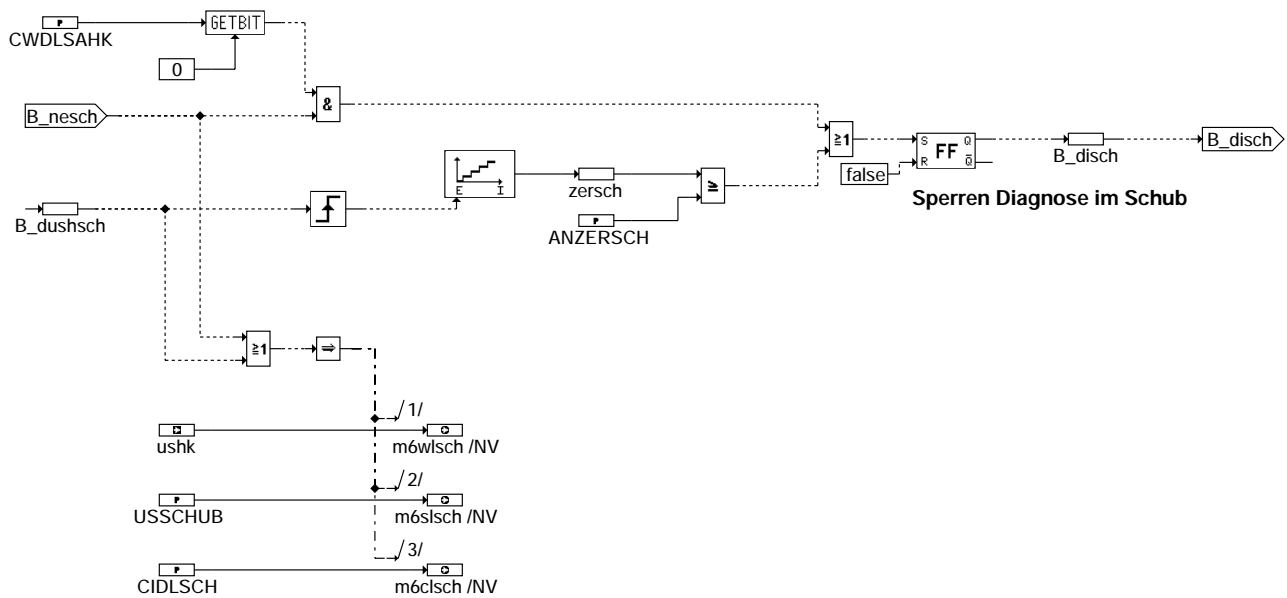 P
GETBIT
CWDLSAHK
0
B_nesch
&
≥1
S Q
FF
R Q̅
B_disch
B_disch
false
Sperren Diagnose im Schub
E I
zersch
≥
P
ANZERSCH
B_dushsch
≥1
⇒
/1/
ushk
m6wlsch /NV
/2/
P
USSCHUB
m6slsch /NV
/3/
P
CIDLSCH
m6clsch /NV